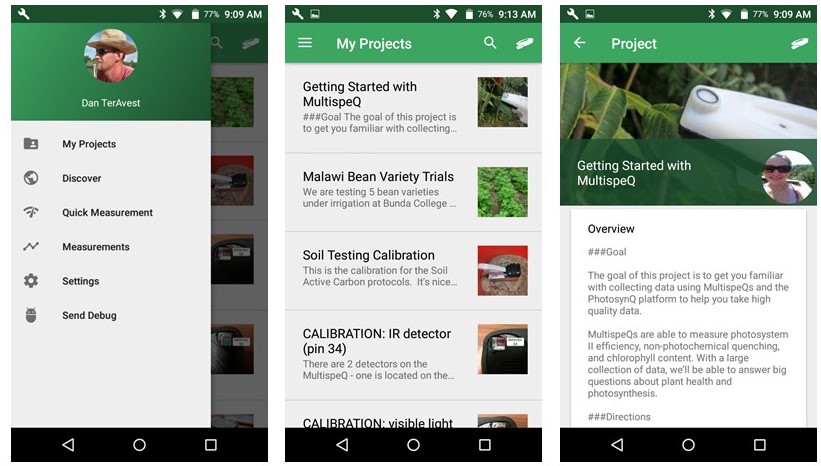 77% 9:09 AM
Dan TerAvest
My Projects
Discover
Quick Measurement
Measurements
Settings
Send Debug
76% 9:13 AM
My Projects
Getting Started with
MultispeQ
###Goal The goal of this project is
to get you familiar with collecting...
Malawi Bean Variety Trials
We are testing 5 bean varieties
under irrigation at Bunda College ...
Soil Testing Calibration
This is the calibration for the Soil
Active Carbon protocols.  It's nice...
CALIBRATION: IR detector
(pin 34)
There are 2 detectors on the
MultispeQ - one is located on the...
CALIBRATION: visible light
77% 9:09 AM
Project
Getting Started with
MultispeQ
Overview
###Goal
The goal of this project is to get you familiar
with collecting data using MultispeQs and the
PhotosynQ platform to help you take high
quality data.
MultispeQs are able to measure photosystem
II efficiency, non-photochemical quenching,
and chlorophyll content. With a large
collection of data, we'll be able to answer big
questions about plant health and
photosynthesis.
###Directions